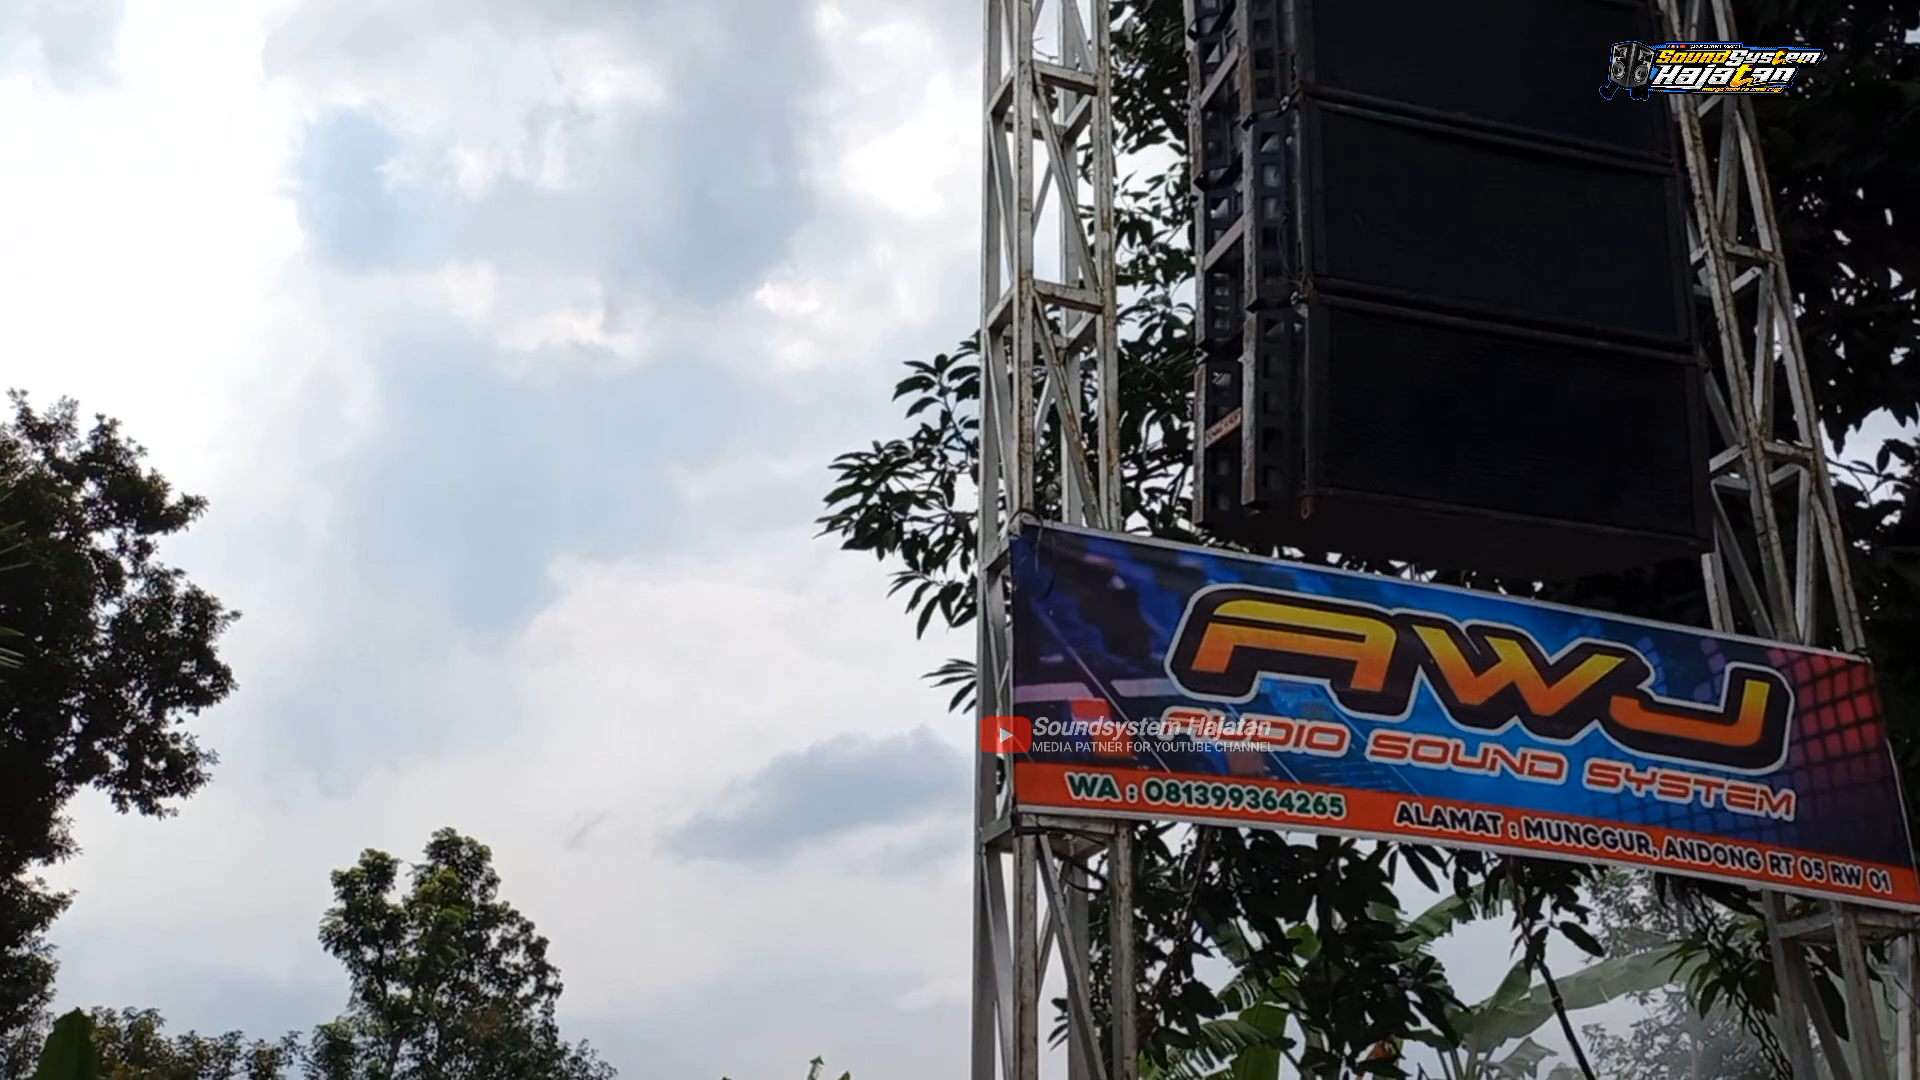 SoundSystem
Hajatan
AWJ
AUDIO SOUND SYSTEM
Soundsystem Hajatan
MEDIA PATNER FOR YOUTUBE CHANNEL
WA : 081399364265
ALAMAT : MUNGGUR, ANDONG RT 05 RW 01